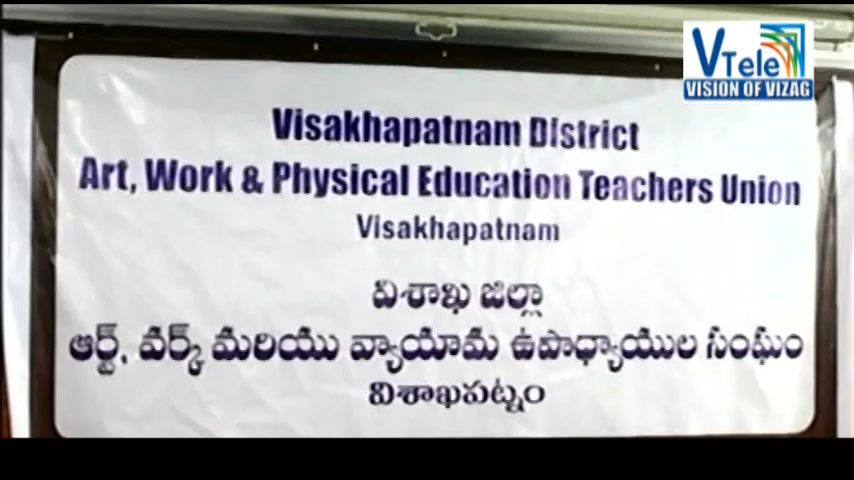 VTele
VISION OF VIZAG
Visakhapatnam District
Art, Work & Physical Education Teachers Union
Visakhapatnam
విశాఖ జిల్లా
ఆర్ట్, వర్క్ మరియు వ్యాయామ ఉపాధ్యాయుల సంఘం
విశాఖపట్నం